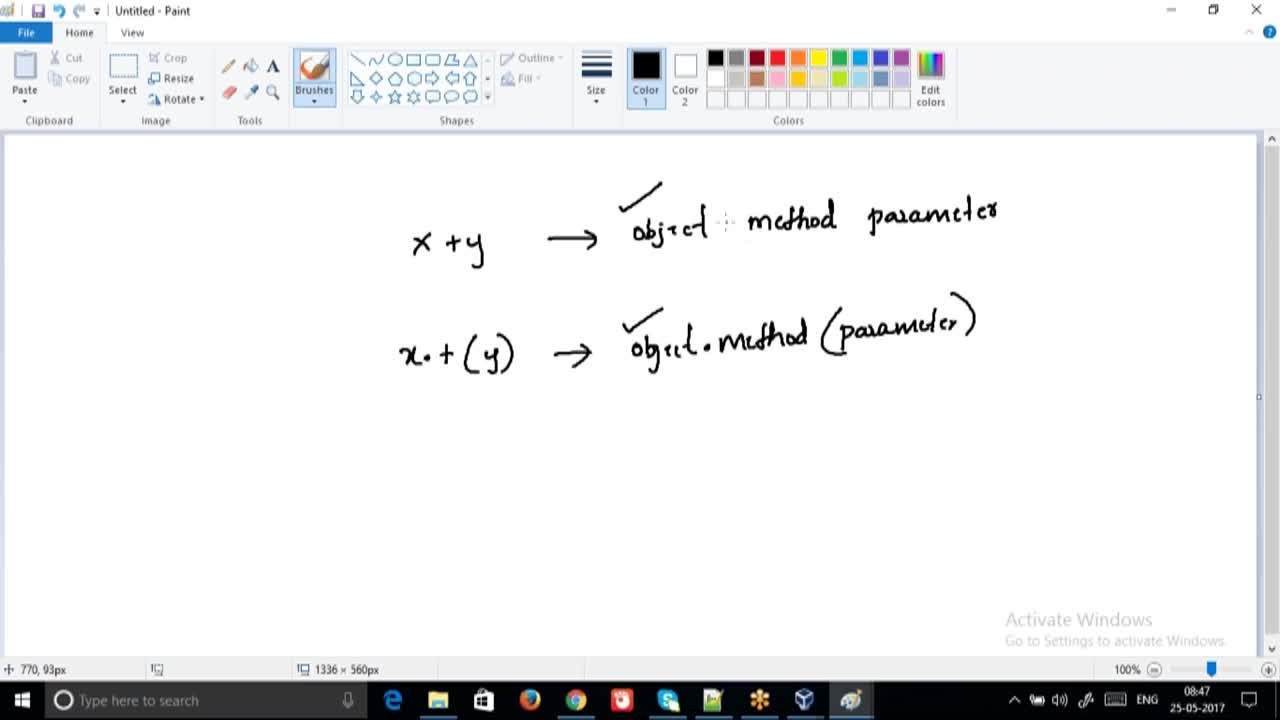 Untitled - Paint
File Home View
Paste
Cut
Copy
Clipboard
Select
Crop
Resize
Rotate
Image
Tools
Brushes
Shapes
Outline
Fill
Size
Color 1
Color 2
Edit colors
Colors
x + y → object method parameter
x. + (y) → object.method (parameter)
Activate Windows
Go to Settings to activate Windows.
770, 93px
1336 × 560px
100%
Type here to search
ENG
08:47
25-05-2017